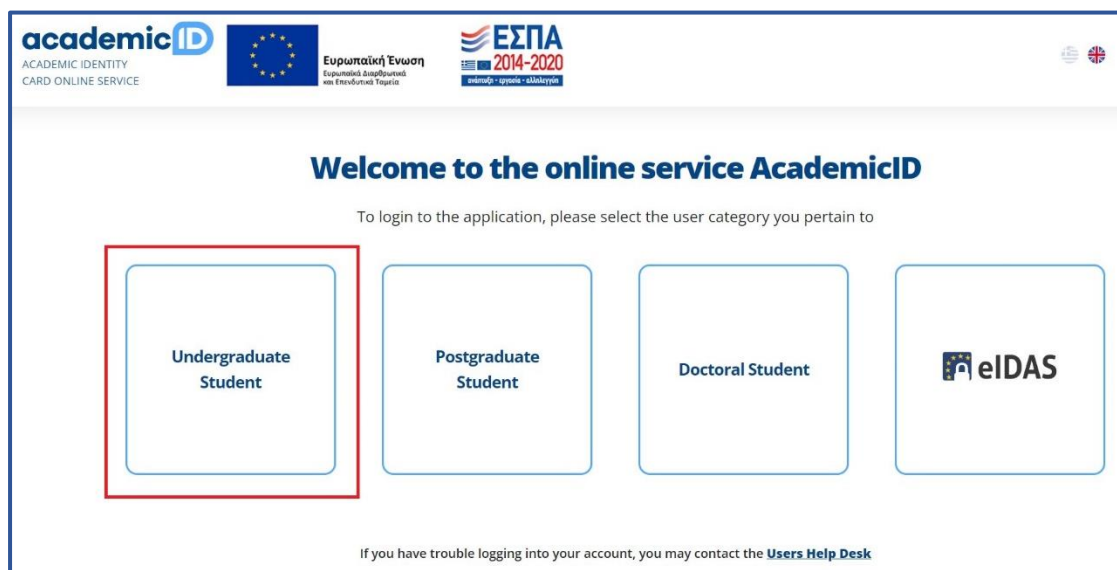 academicID
ACADEMIC IDENTITY
CARD ONLINE SERVICE
Ευρωπαϊκή Ένωση
Ευρωπαϊκά Διαρθρωτικά
και Επενδυτικά Ταμεία
ΕΣΠΑ
2014-2020
ανάπτυξη - εργασία - αλληλεγγύη
Welcome to the online service AcademicID
To login to the application, please select the user category you pertain to
Undergraduate
Student
Postgraduate
Student
Doctoral Student
eIDAS
If you have trouble logging into your account, you may contact the Users Help Desk